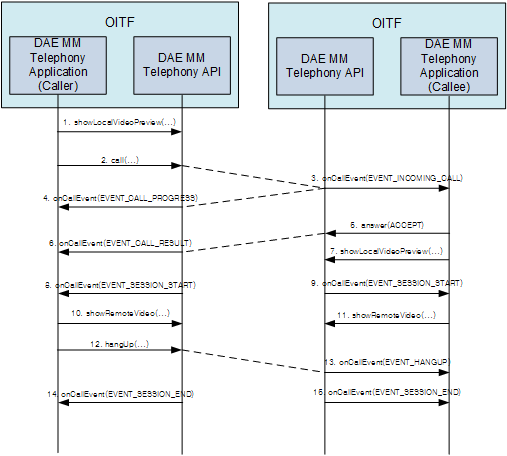 OITF
OITF
DAE MM
Telephony
Application
(Caller)
DAE MM
Telephony API
DAE MM
Telephony API
DAE MM
Telephony
Application
(Callee)
1. showLocalVideoPreview(...)
2. call(...)
3. onCallEvent(EVENT_INCOMING_CALL)
4. onCallEvent(EVENT_CALL_PROGRESS)
5. answer(ACCEPT)
6. onCallEvent(EVENT_CALL_RESULT)
7. showLocalVideoPreview(...)
8. onCallEvent(EVENT_SESSION_START)
9. onCallEvent(EVENT_SESSION_START)
10. showRemoteVideo(...)
11. showRemoteVideo(...)
12. hangUp(...)
13. onCallEvent(EVENT_HANGUP)
14. onCallEvent(EVENT_SESSION_END)
15. onCallEvent(EVENT_SESSION_END)